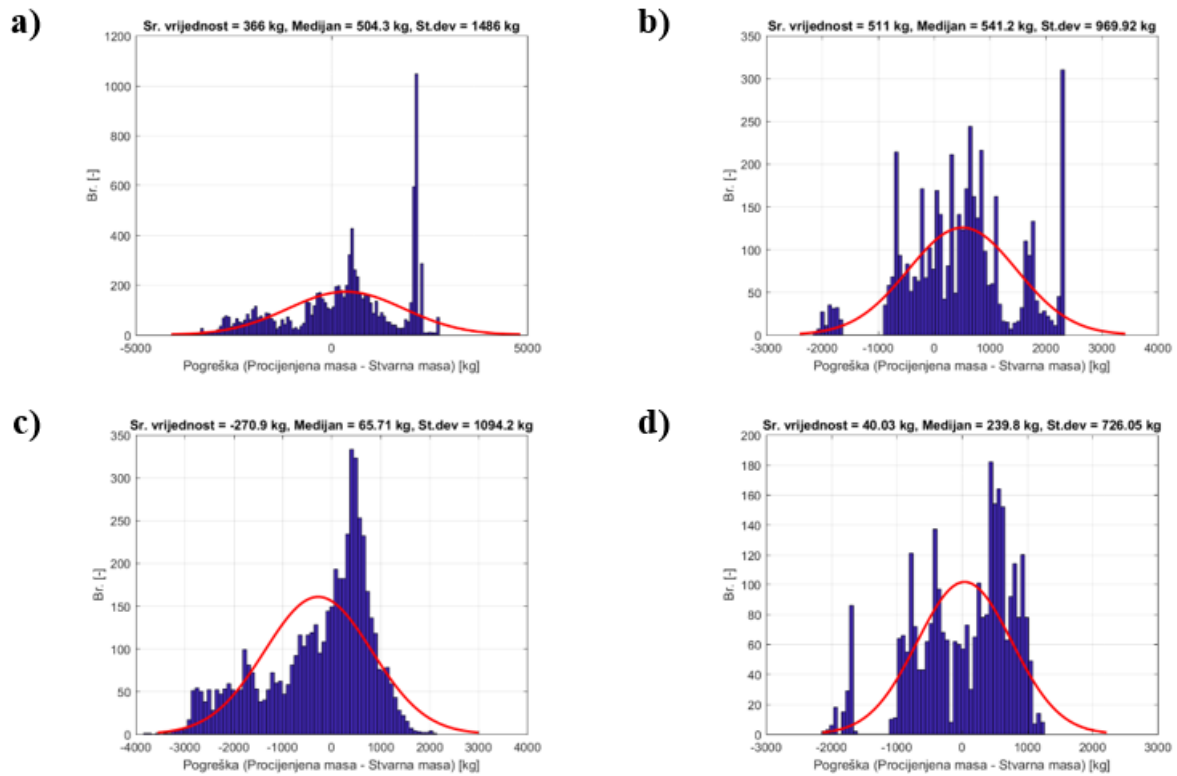 a)
Sr. vrijednost = 366 kg, Medijan = 504.3 kg, St.dev = 1486 kg
1200
1000
800
600
400
200
0
Br. [-]
-5000 0 5000
Pogreška (Procijenjena masa - Stvarna masa) [kg]
b)
Sr. vrijednost = 511 kg, Medijan = 541.2 kg, St.dev = 969.92 kg
350
300
250
200
150
100
50
0
Br. [-]
-3000 -2000 -1000 0 1000 2000 3000 4000
Pogreška (Procijenjena masa - Stvarna masa) [kg]
c)
Sr. vrijednost = -270.9 kg, Medijan = 65.71 kg, St.dev = 1094.2 kg
350
300
250
200
150
100
50
0
Br. [-]
-4000 -3000 -2000 -1000 0 1000 2000 3000 4000
Pogreška (Procijenjena masa - Stvarna masa) [kg]
d)
Sr. vrijednost = 40.03 kg, Medijan = 239.8 kg, St.dev = 726.05 kg
200
180
160
140
120
100
80
60
40
20
0
Br. [-]
-3000 -2000 -1000 0 1000 2000 3000
Pogreška (Procijenjena masa - Stvarna masa) [kg]